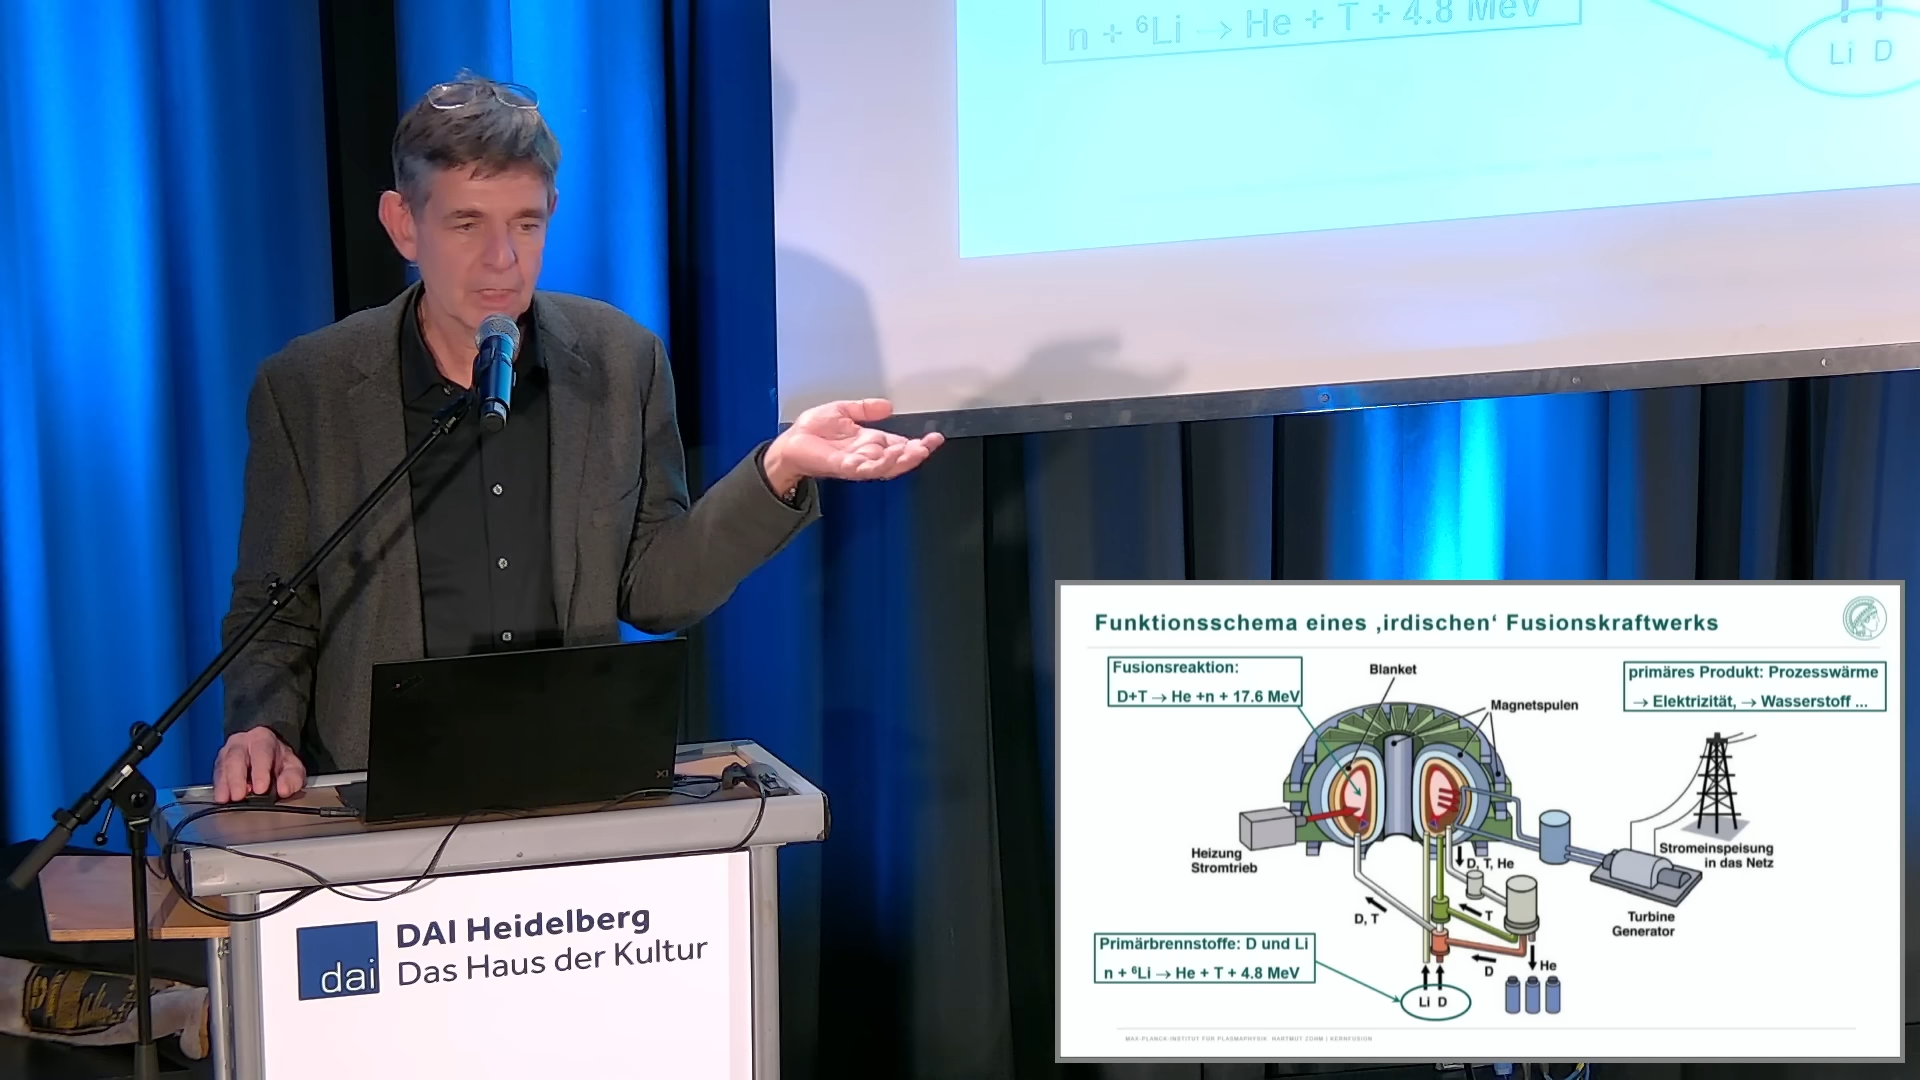 n + ⁶Li → He + T + 4.8 MeV
Li D
dai
DAI Heidelberg
Das Haus der Kultur
Funktionsschema eines ‚irdischen‘ Fusionskraftwerks
Fusionsreaktion:
D+T → He +n + 17.6 MeV
Blanket
Magnetspulen
primäres Produkt: Prozesswärme
→ Elektrizität, → Wasserstoff ...
Heizung
Stromtrieb
D, T, He
T
D, T
Stromeinspeisung
in das Netz
Turbine
Generator
Primärbrennstoffe: D und Li
n + ⁶Li → He + T + 4.8 MeV
D
He
Li D
MAX-PLANCK-INSTITUT FÜR PLASMAPHYSIK HARTMUT ZOHM | KERNFUSION